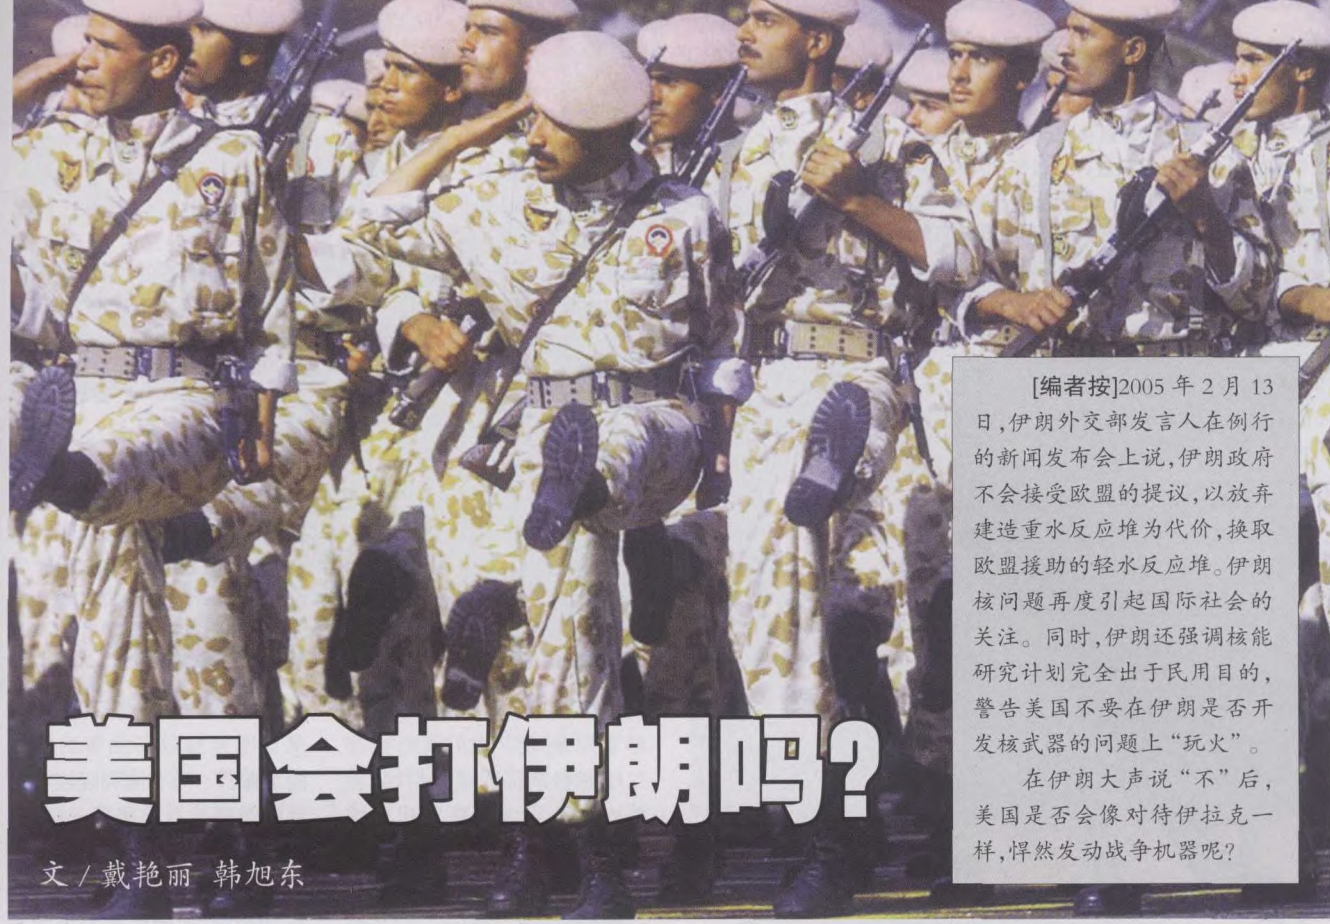 美国会打伊朗吗?
文/戴艳丽 韩旭东
[编者按]2005年2月13
日,伊朗外交部发言人在例行
的新闻发布会上说,伊朗政府
不会接受欧盟的提议,以放弃
建造重水反应堆为代价,换取
欧盟援助的轻水反应堆。伊朗
核问题再度引起国际社会的
关注。同时,伊朗还强调核能
研究计划完全出于民用目的,
警告美国不要在伊朗是否开
发核武器的问题上“玩火”。
在伊朗大声说“不”后,
美国是否会像对待伊拉克一
样,悍然发动战争机器呢?